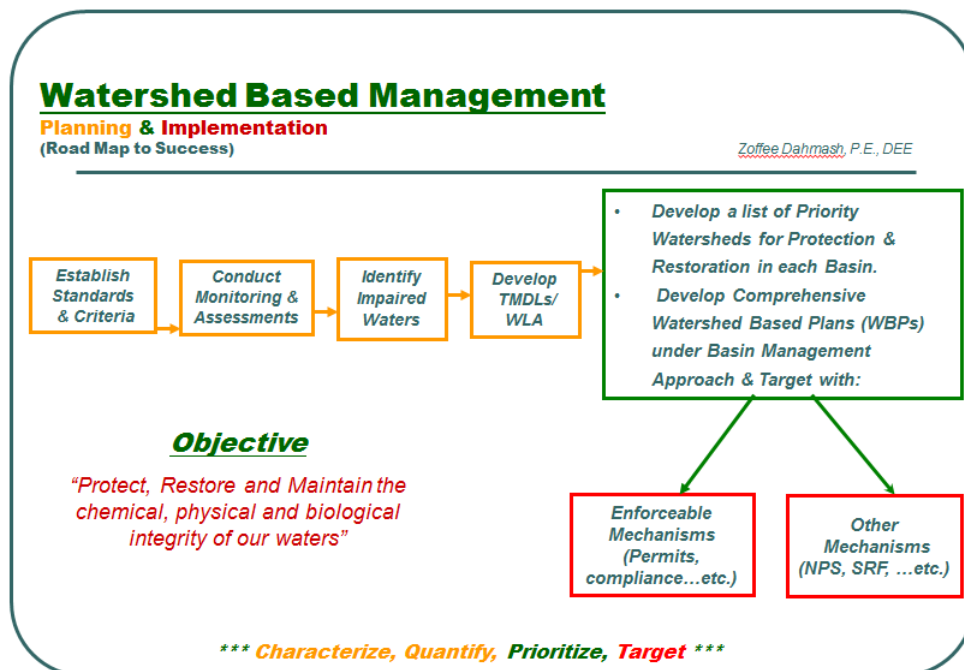 Watershed Based Management
Planning & Implementation
(Road Map to Success)
Zoffee Dahmash, P.E., DEE
Establish
Standards
& Criteria
Conduct
Monitoring &
Assessments
Identify
Impaired
Waters
Develop
TMDLs/
WLA
• Develop a list of Priority
Watersheds for Protection &
Restoration in each Basin.
• Develop Comprehensive
Watershed Based Plans (WBPs)
under Basin Management
Approach & Target with:
Objective
“Protect, Restore and Maintain the
chemical, physical and biological
integrity of our waters”
Enforceable
Mechanisms
(Permits,
compliance…etc.)
Other
Mechanisms
(NPS, SRF, …etc.)
*** Characterize, Quantify, Prioritize, Target ***